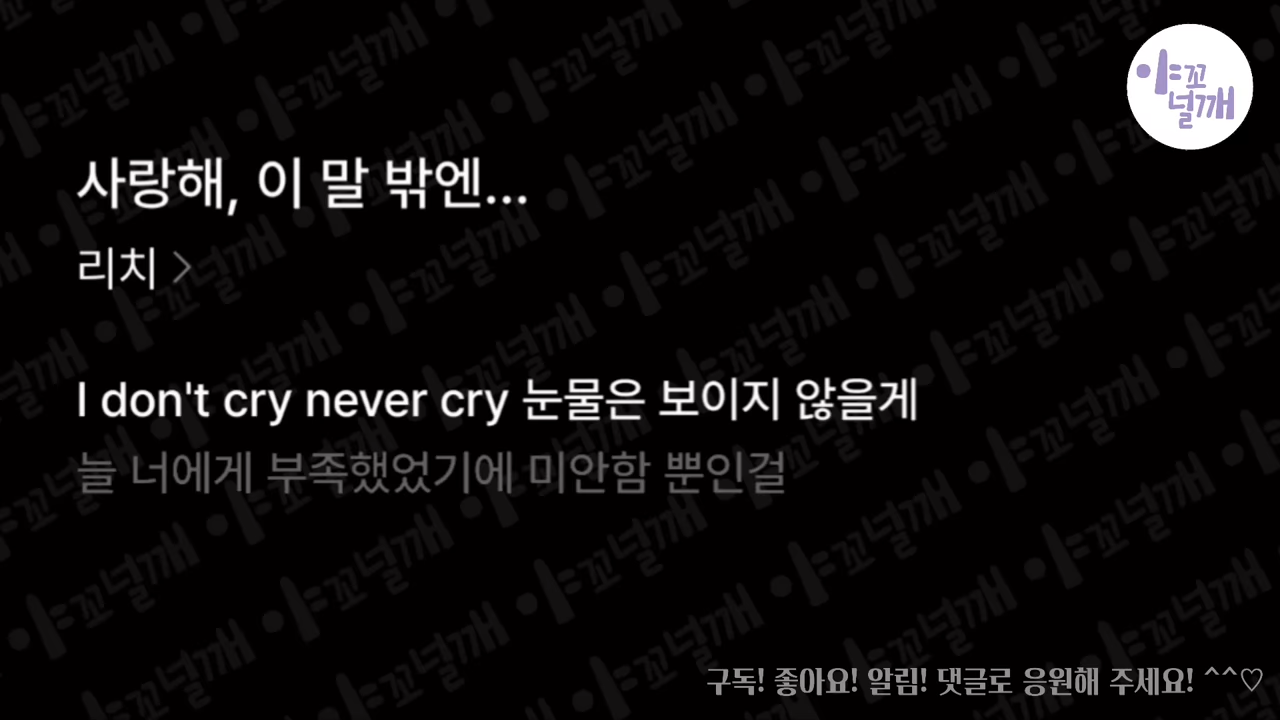 야꼬
널깨
사랑해, 이 말 밖엔...
리치 >
I don't cry never cry 눈물은 보이지 않을게
늘 너에게 부족했었기에 미안함 뿐인걸
구독! 좋아요! 알림! 댓글로 응원해 주세요! ^^♡